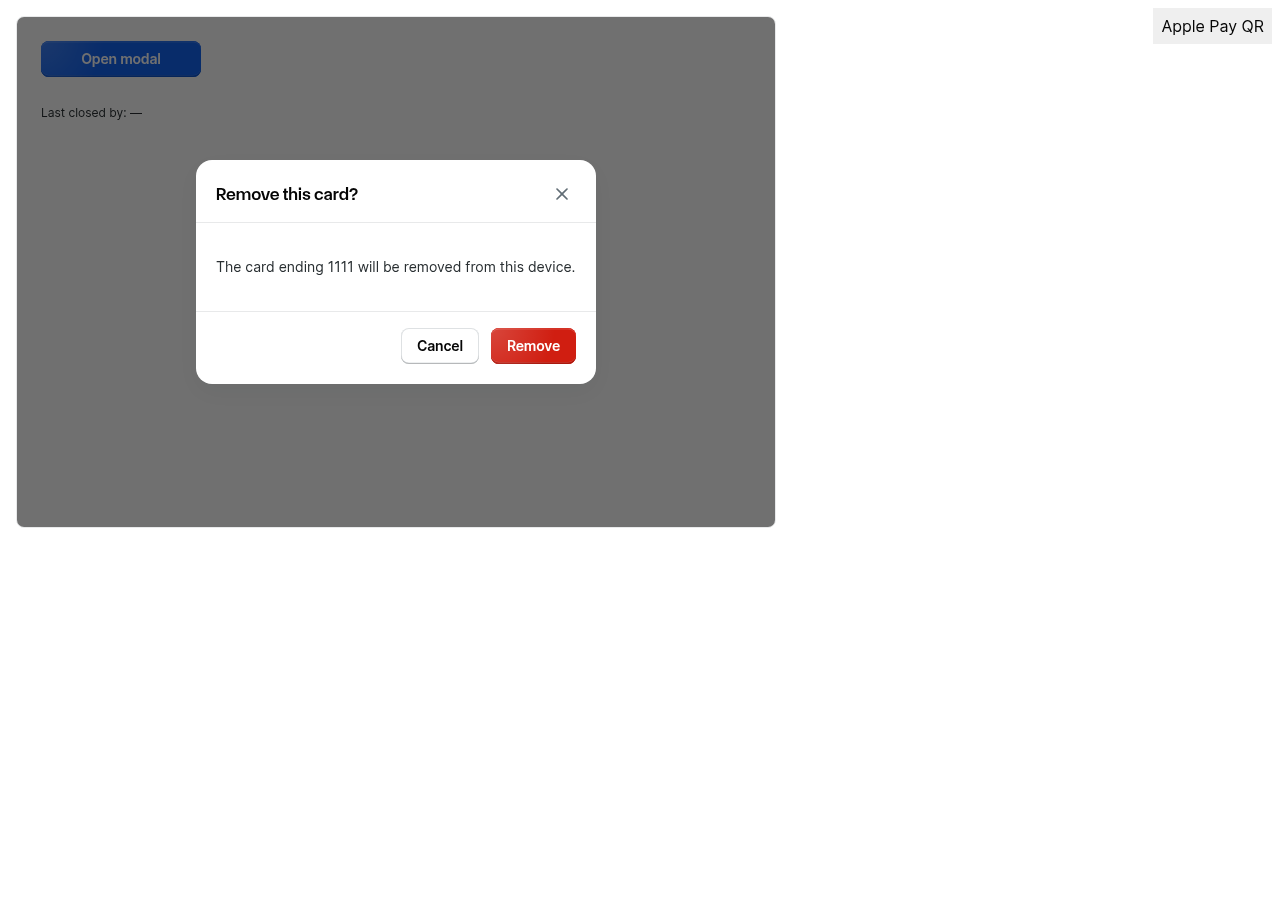 Apple Pay QR
Open modal
Last closed by: —
Remove this card?
The card ending 1111 will be removed from this device.
Cancel
Remove